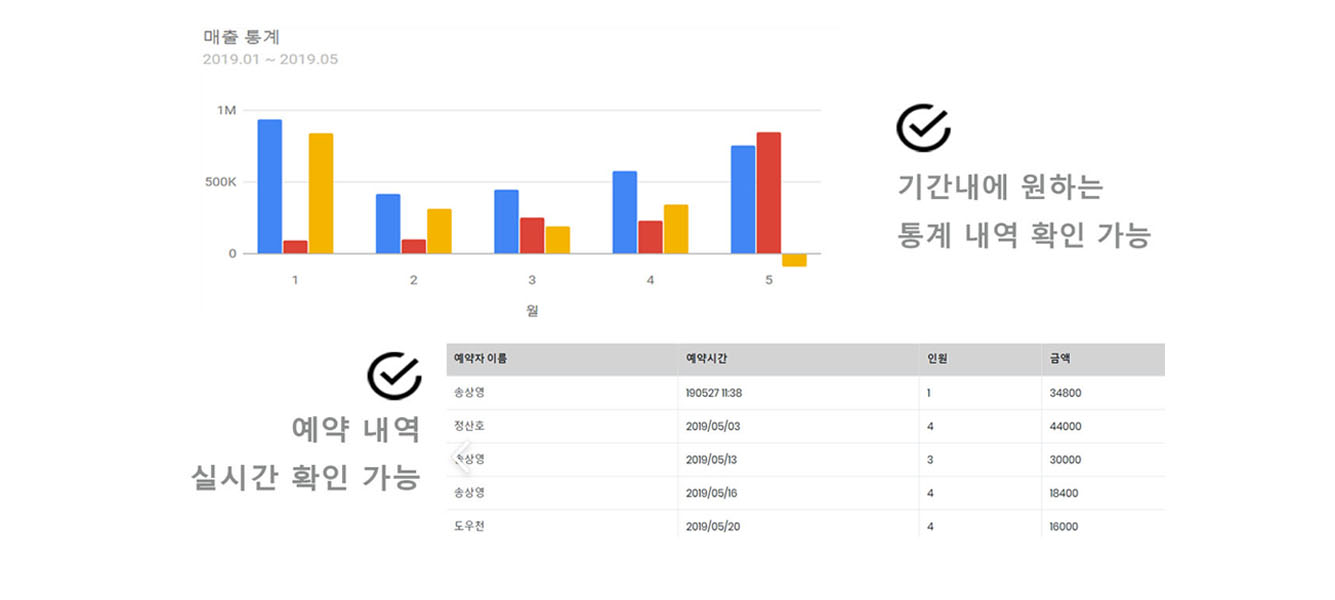 매출 통계
2019.01 ~ 2019.05
1M
500K
0
1 2 3 4 5
월
기간내에 원하는
통계 내역 확인 가능
예약 내역
실시간 확인 가능
예약자 이름 예약시간 인원 금액
송상영 190527 11:38 1 34800
정산호 2019/05/03 4 44000
송상영 2019/05/13 3 30000
송상영 2019/05/16 4 18400
도우전 2019/05/20 4 16000